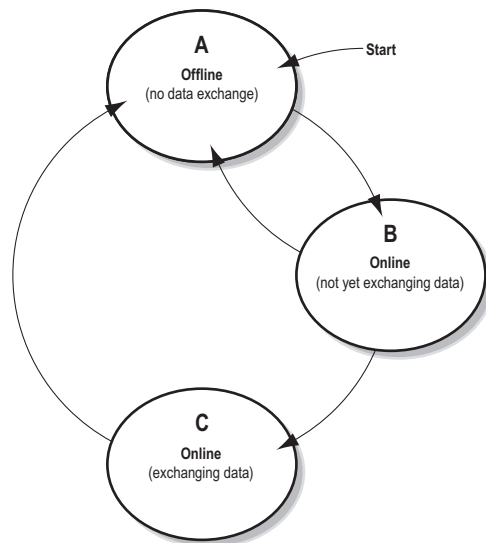 A
Start
Offline
(no data exchange)
B
Online
(not yet exchanging data)
C
Online
(exchanging data)